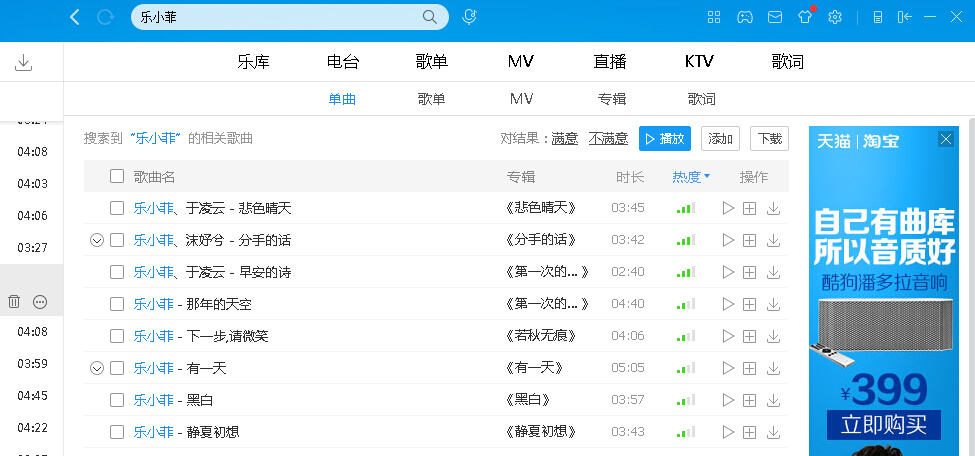 乐小菲
乐库 电台 歌单 MV 直播 KTV 歌词
单曲 歌单 MV 专辑 歌词
搜索到 “乐小菲” 的相关歌曲 对结果：满意 不满意 播放 添加 下载
歌曲名 专辑 时长 热度 操作
乐小菲、于凌云 - 悲色晴天 《悲色晴天》 03:45
乐小菲、沫好兮 - 分手的话 《分手的话》 03:42
乐小菲、于凌云 - 早安的诗 《第一次的... 》 02:40
乐小菲 - 那年的天空 《第一次的... 》 04:40
乐小菲 - 下一步,请微笑 《若秋无痕》 04:06
乐小菲 - 有一天 《有一天》 05:05
乐小菲 - 黑白 《黑白》 03:57
乐小菲 - 静夏初想 《静夏初想》 03:43
04:08
04:03
04:06
03:27
04:08
03:59
04:45
04:22
天猫 | 淘宝
自己有曲库
所以音质好
酷狗潘多拉音响
¥399
立即购买